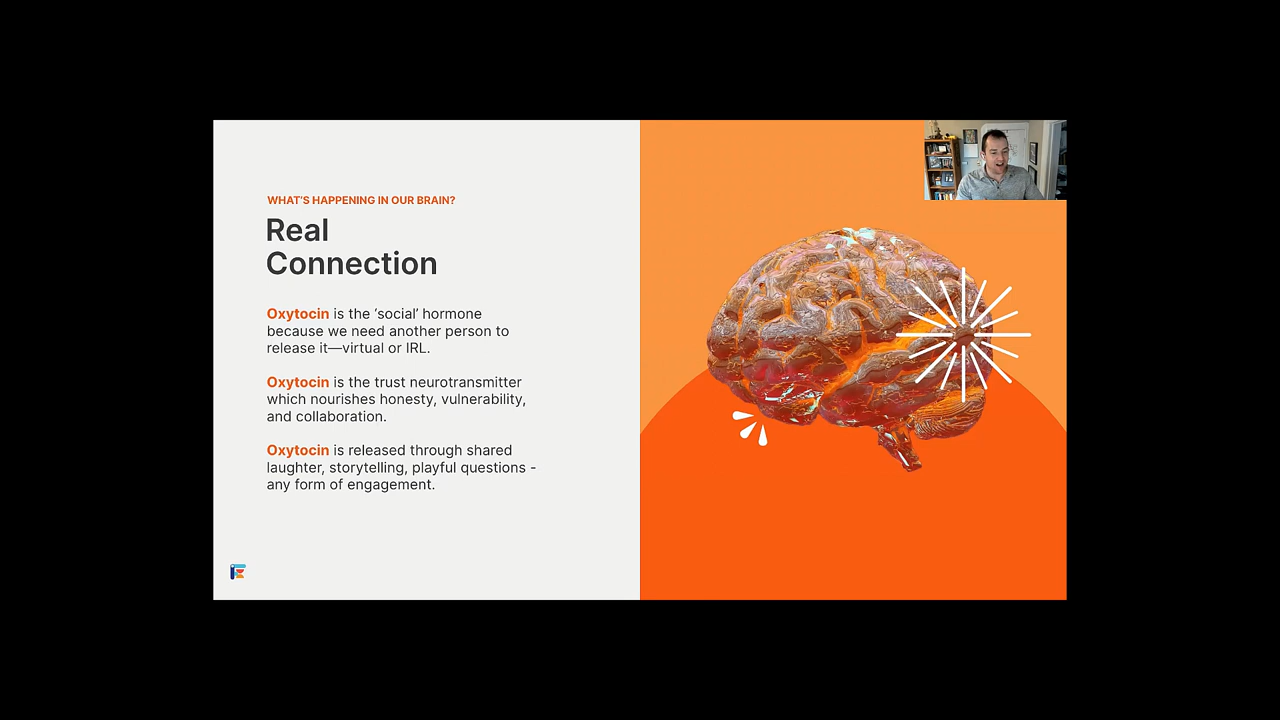 WHAT'S HAPPENING IN OUR BRAIN?
Real
Connection
Oxytocin is the ‘social’ hormone
because we need another person to
release it—virtual or IRL.
Oxytocin is the trust neurotransmitter
which nourishes honesty, vulnerability,
and collaboration.
Oxytocin is released through shared
laughter, storytelling, playful questions -
any form of engagement.